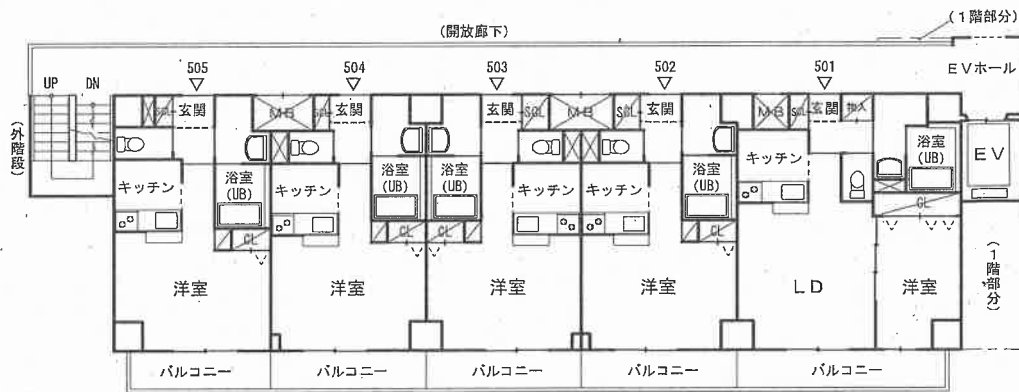 (1階部分)
(開放廊下)
UP DN 505 504 503 502 501 EVホール
SCL 玄関 M·B SCL 玄関 玄関 SCL M·B SCL 玄関 M·B SCL 玄関 物入
(外階段)
浴室
(UB)
EV
キッチン
浴室
(UB)
キッチン
浴室
(UB)
浴室
(UB)
キッチン
キッチン
浴室
(UB)
キッチン
CL
CL CL CL CL
洋室 洋室 洋室 洋室 LD 洋室
(1階部分)
バルコニー バルコニー バルコニー バルコニー バルコニー